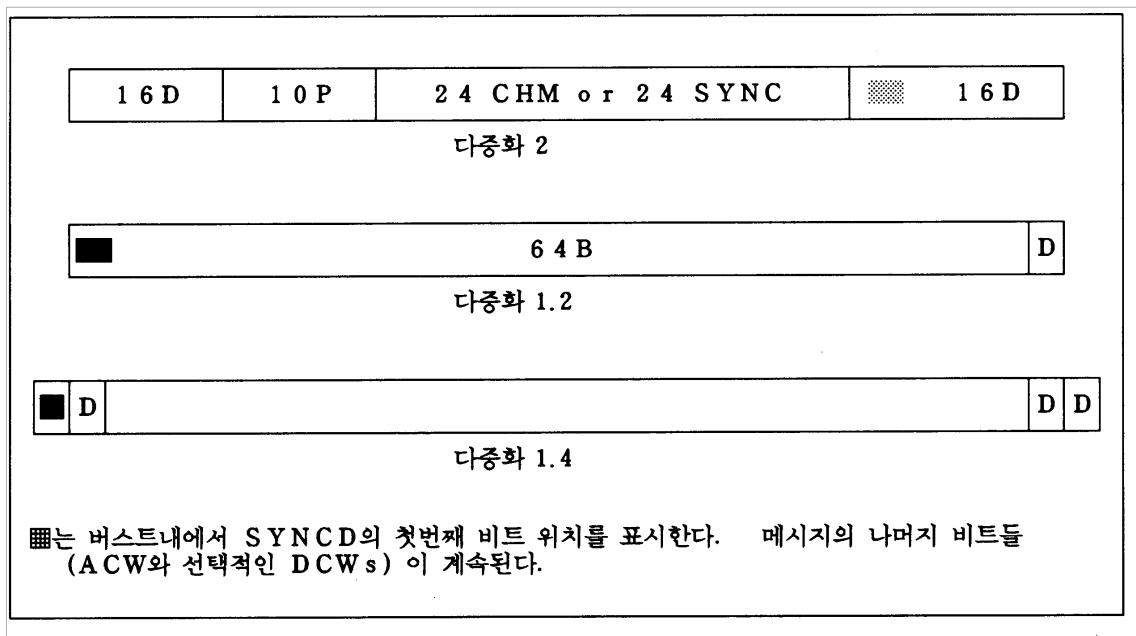 16D 10P 24 CHM or 24 SYNC 16D
다중화 2
64B D
다중화 1.2
D D D
다중화 1.4
▦는 버스트내에서 SYNCD의 첫번째 비트 위치를 표시한다. 메시지의 나머지 비트들
(ACW와 선택적인 DCWs)이 계속된다.